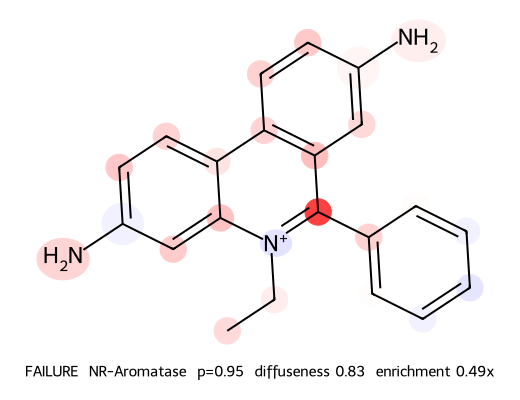 NH2
H2N
N+
FAILURE NR-Aromatase p=0.95 diffuseness 0.83 enrichment 0.49x